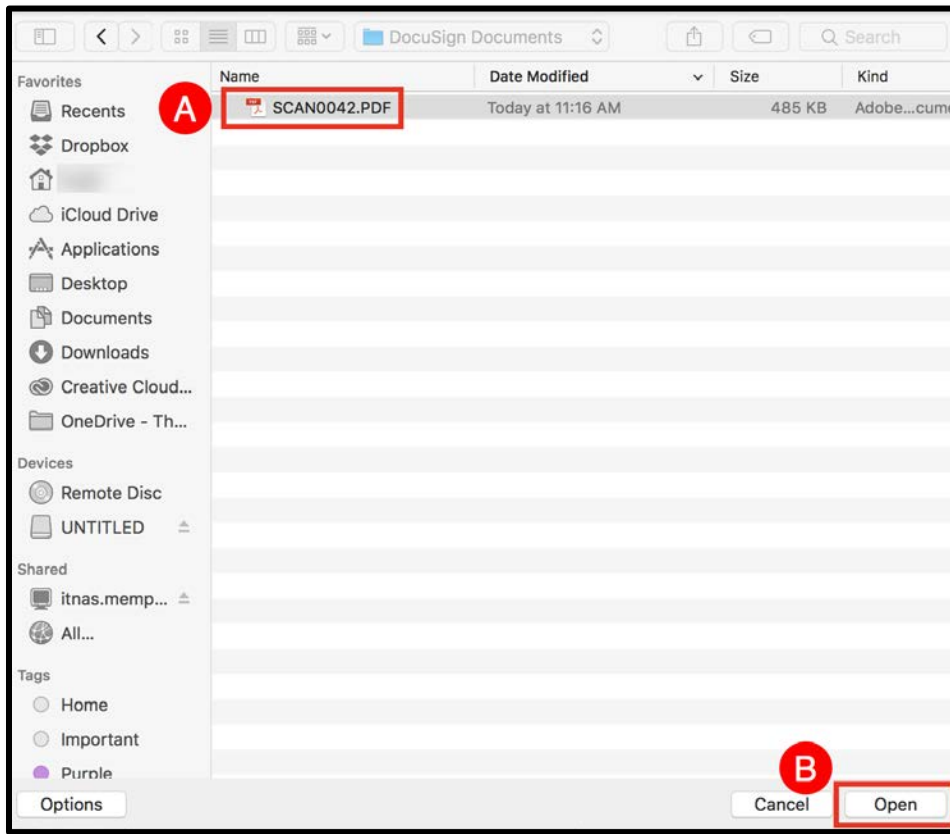 DocuSign Documents
Search
Favorites
Name Date Modified Size Kind
A
SCAN0042.PDF Today at 11:16 AM 485 KB Adobe...cume
Recents
Dropbox
iCloud Drive
Applications
Desktop
Documents
Downloads
Creative Cloud...
OneDrive - Th...
Devices
Remote Disc
UNTITLED
Shared
itnas.memp...
All...
Tags
Home
Important
Purple
B
Options Cancel Open